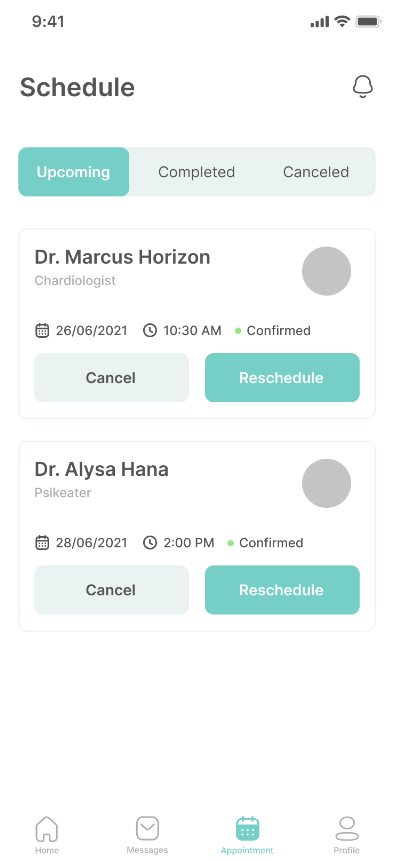 9:41
Schedule
Upcoming Completed Canceled
Dr. Marcus Horizon
Chardiologist
26/06/2021 10:30 AM Confirmed
Cancel Reschedule
Dr. Alysa Hana
Psikeater
28/06/2021 2:00 PM Confirmed
Cancel Reschedule
Home Messages Appointment Profile